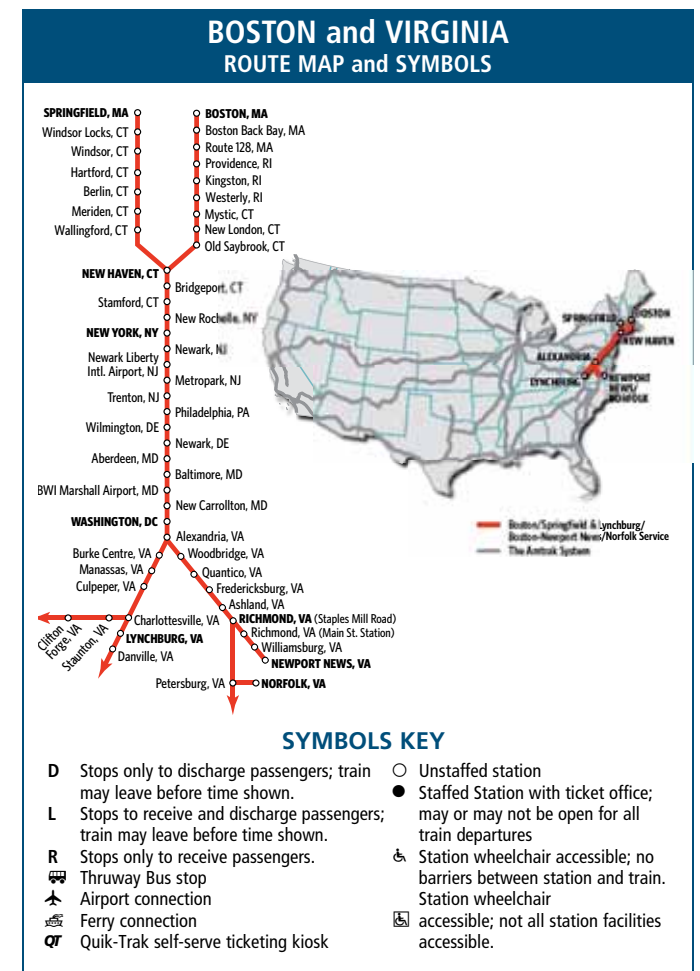 BOSTON and VIRGINIA
ROUTE MAP and SYMBOLS
SPRINGFIELD, MA
Windsor Locks, CT
Windsor, CT
Hartford, CT
Berlin, CT
Meriden, CT
Wallingford, CT
BOSTON, MA
Boston Back Bay, MA
Route 128, MA
Providence, RI
Kingston, RI
Westerly, RI
Mystic, CT
New London, CT
Old Saybrook, CT
NEW HAVEN, CT
Bridgeport, CT
Stamford, CT
New Rochelle, NY
NEW YORK, NY
Newark, NJ
Newark Liberty
Intl. Airport, NJ
Metropark, NJ
Trenton, NJ
Philadelphia, PA
Wilmington, DE
Newark, DE
Aberdeen, MD
Baltimore, MD
BWI Marshall Airport, MD
New Carrollton, MD
WASHINGTON, DC
Alexandria, VA
Burke Centre, VA
Manassas, VA
Culpeper, VA
Charlottesville, VA
Clifton
Forge, VA
Staunton, VA
LYNCHBURG, VA
Danville, VA
Woodbridge, VA
Quantico, VA
Fredericksburg, VA
Ashland, VA
RICHMOND, VA (Staples Mill Road)
Richmond, VA (Main St. Station)
Williamsburg, VA
NEWPORT NEWS, VA
Petersburg, VA
NORFOLK, VA
SPRINGFIELD
BOSTON
NEW HAVEN
ALEXANDRIA
LYNCHBURG
NEWPORT
NEWS/
NORFOLK
Boston/Springfield & Lynchburg/
Boston-Newport News/Norfolk Service
The Amtrak System
SYMBOLS KEY
D Stops only to discharge passengers; train
may leave before time shown.
L Stops to receive and discharge passengers;
train may leave before time shown.
R Stops only to receive passengers.
Thruway Bus stop
Airport connection
Ferry connection
QT Quik-Trak self-serve ticketing kiosk
Unstaffed station
Staffed Station with ticket office;
may or may not be open for all
train departures
Station wheelchair accessible; no
barriers between station and train.
Station wheelchair
accessible; not all station facilities
accessible.